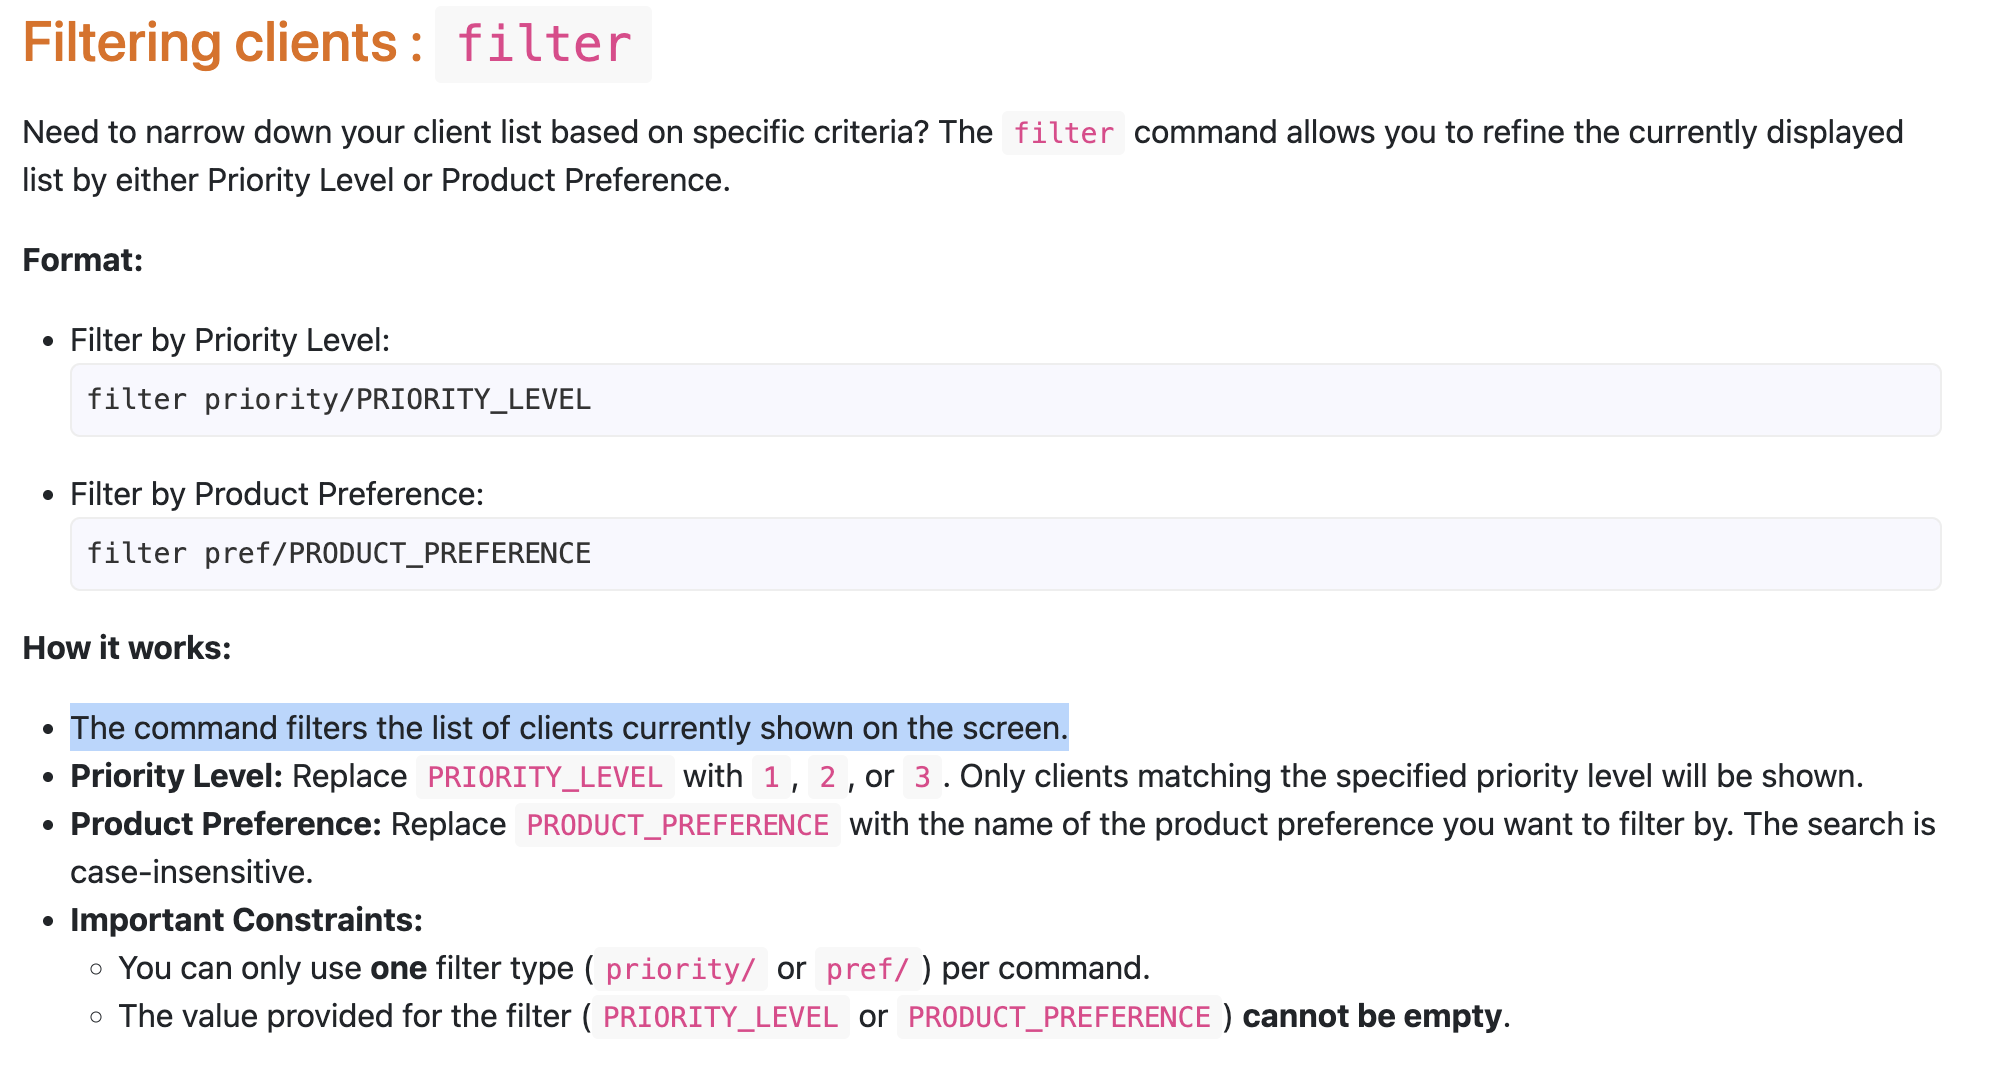 Filtering clients : filter
Need to narrow down your client list based on specific criteria? The filter command allows you to refine the currently displayed
list by either Priority Level or Product Preference.
Format:
• Filter by Priority Level:
filter priority/PRIORITY_LEVEL
• Filter by Product Preference:
filter pref/PRODUCT_PREFERENCE
How it works:
• The command filters the list of clients currently shown on the screen.
• Priority Level: Replace PRIORITY_LEVEL with 1 , 2 , or 3 . Only clients matching the specified priority level will be shown.
• Product Preference: Replace PRODUCT_PREFERENCE with the name of the product preference you want to filter by. The search is
case-insensitive.
• Important Constraints:
◦ You can only use one filter type ( priority/ or pref/ ) per command.
◦ The value provided for the filter ( PRIORITY_LEVEL or PRODUCT_PREFERENCE ) cannot be empty.